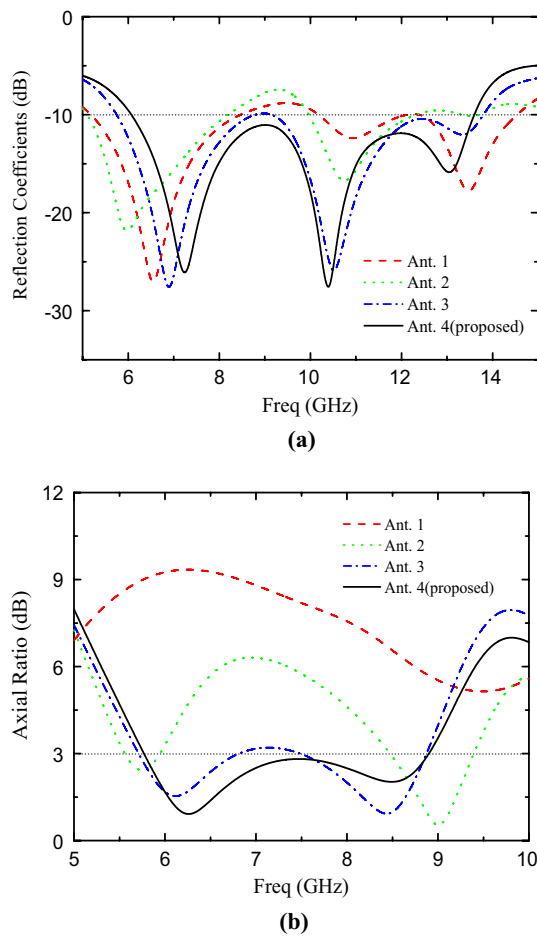 0
-10
-20
-30
Reflection Coefficients (dB)
Ant. 1
Ant. 2
Ant. 3
Ant. 4(proposed)
6 8 10 12 14
Freq (GHz)
(a)
12
9
6
3
0
Axial Ratio (dB)
Ant. 1
Ant. 2
Ant. 3
Ant. 4(proposed)
5 6 7 8 9 10
Freq (GHz)
(b)